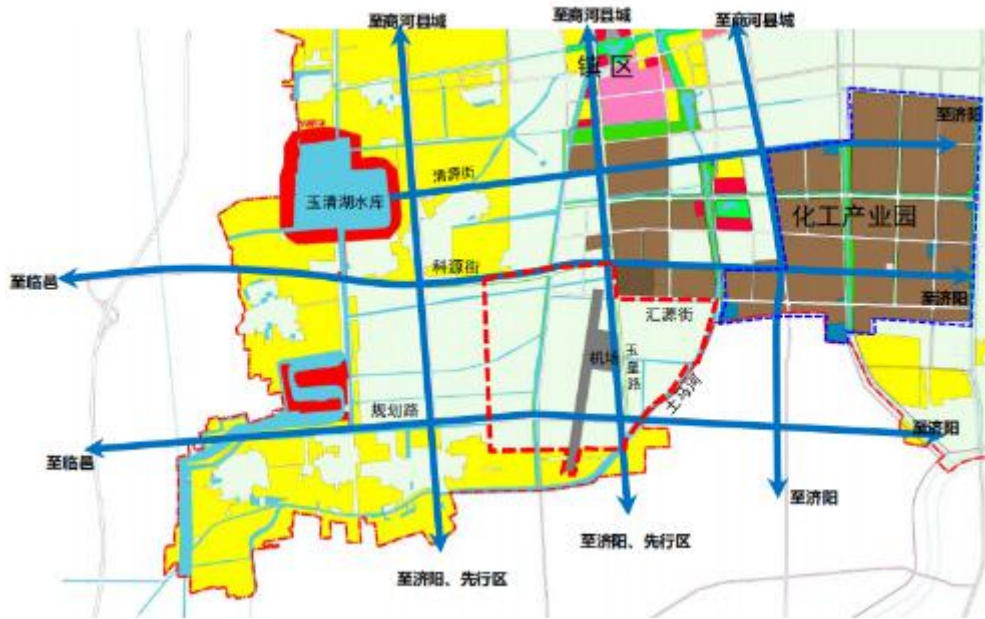 至商河县城
至商河县城
至商河县城
镇区
至济阳
清源街
玉清湖水库
化工产业园
科源街
至临邑
至济阳
汇源街
机场
玉皇路
土马河
规划路
至济阳
至临邑
至济阳
至济阳、先行区
至济阳、先行区